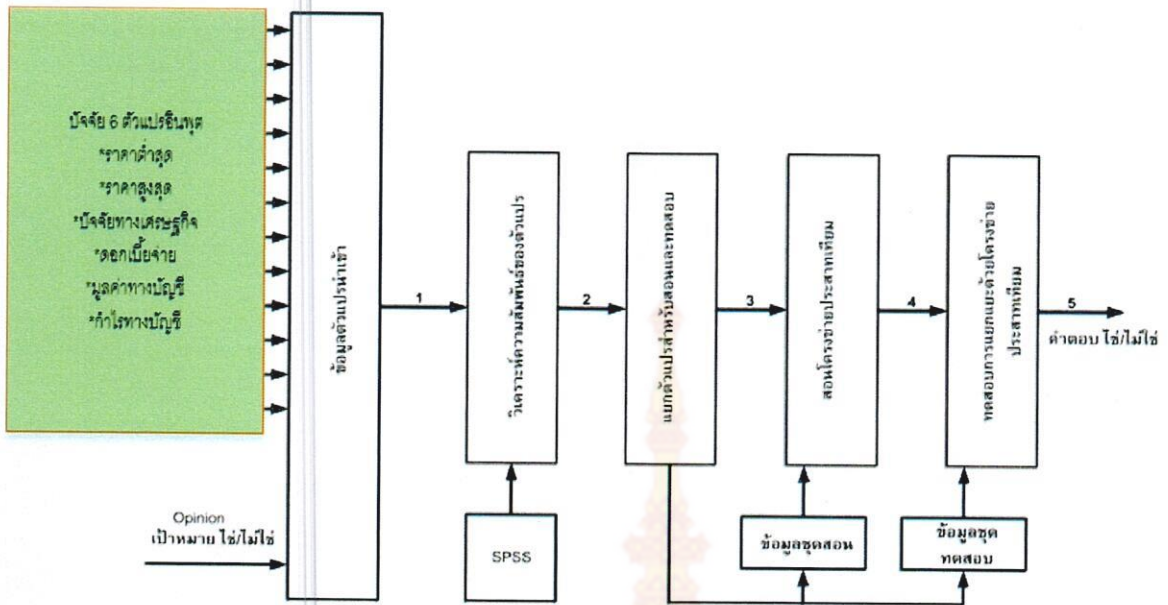 ปัจจัย 6 ตัวแปรอินพุต
*ราคาต่ำสุด
*ราคาสูงสุด
*ปัจจัยทางเศรษฐกิจ
*ดอกเบี้ยจ่าย
*มูลค่าทางบัญชี
*กำไรทางบัญชี
Opinion
เป้าหมาย ใช่/ไม่ใช่
ข้อมูลตัวแปรนำเข้า
1
วิเคราะห์ความสัมพันธ์ของตัวแปร
SPSS
2
แยกตัวแปรสำหรับสอนและทดสอบ
3
สอนโครงข่ายประสาทเทียม
ข้อมูลชุดสอน
4
ทดสอบการแยกแยะด้วยโครงข่าย
ประสาทเทียม
ข้อมูลชุด
ทดสอบ
5
คำตอบ ใช่/ไม่ใช่